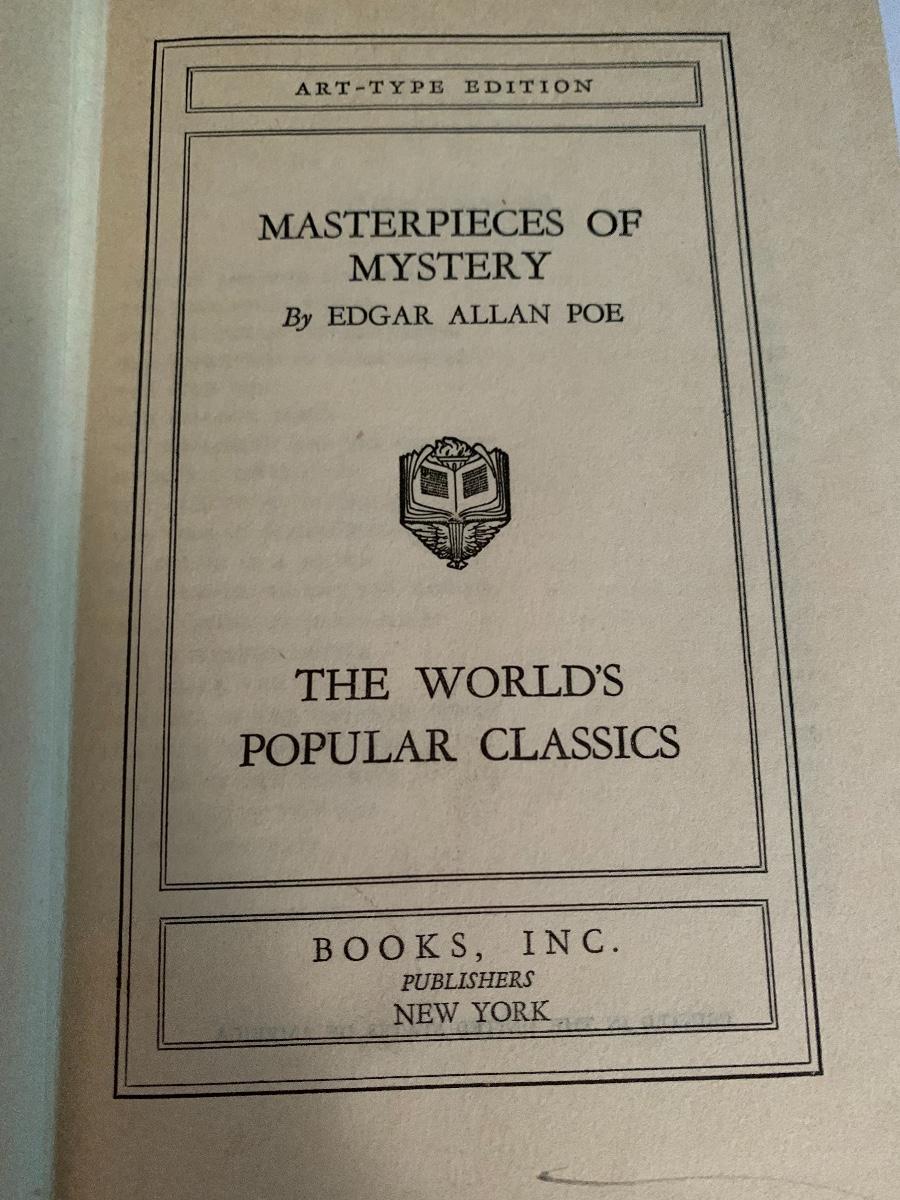 ART-TYPE EDITION
MASTERPIECES OF
MYSTERY
By EDGAR ALLAN POE
THE WORLD'S
POPULAR CLASSICS
BOOKS, INC.
PUBLISHERS
NEW YORK